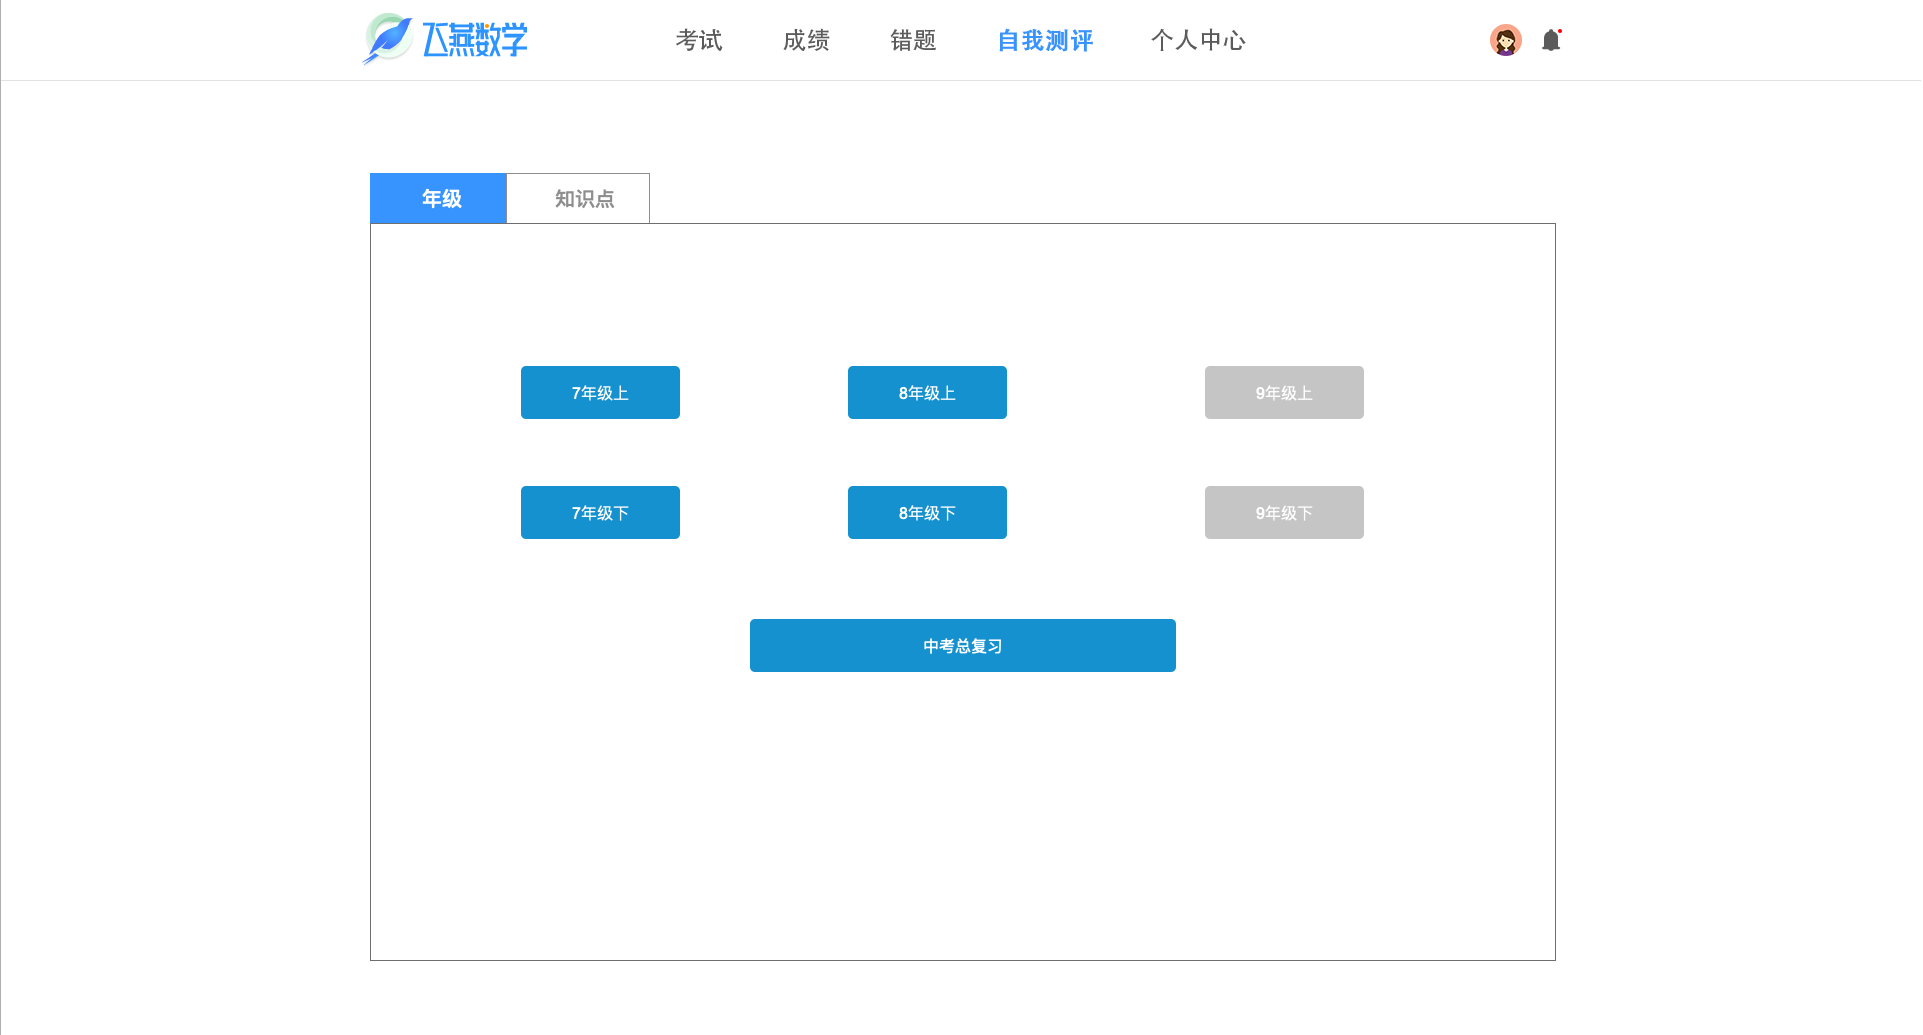 飞燕数学
考试 成绩 错题 自我测评 个人中心
年级 知识点
7年级上 8年级上 9年级上
7年级下 8年级下 9年级下
中考总复习